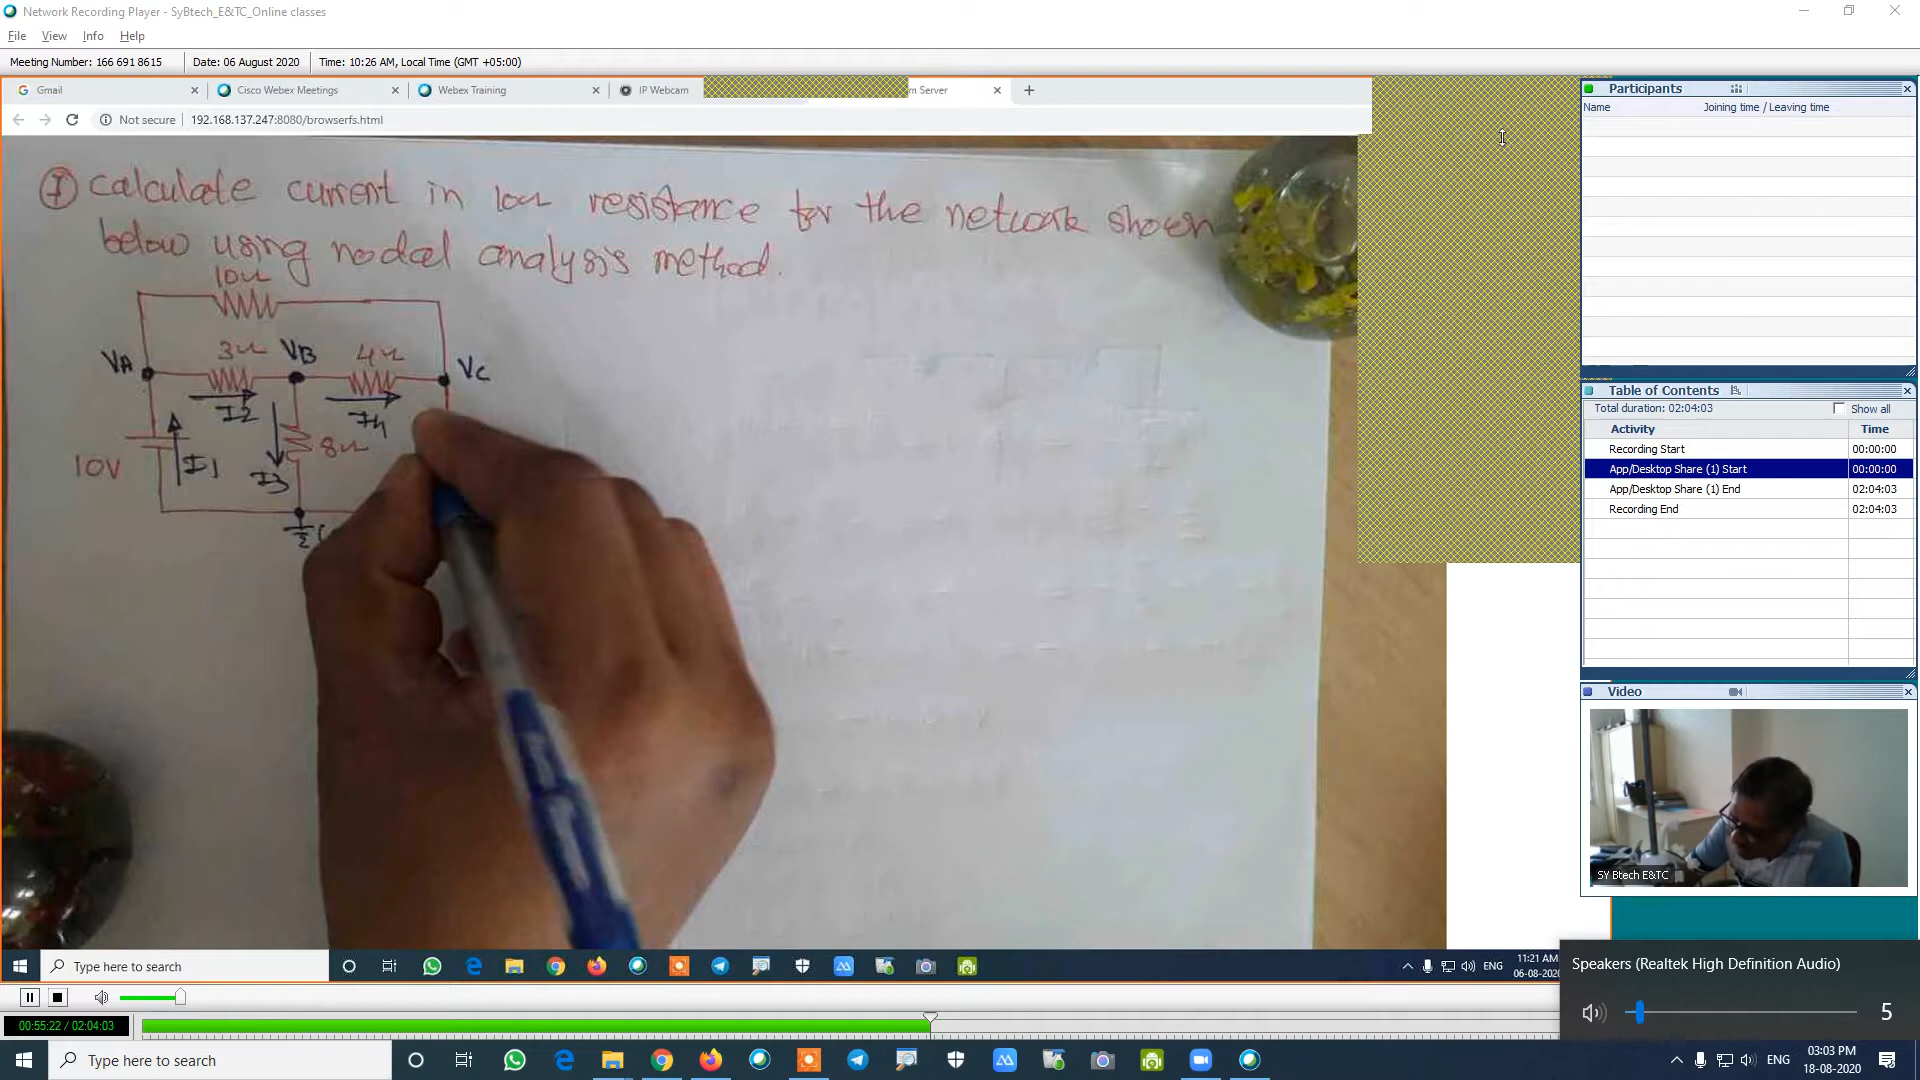 Network Recording Player - SyBtech_E&TC_Online classes
File View Info Help
Meeting Number: 166 691 8615 Date: 06 August 2020 Time: 10:26 AM, Local Time (GMT +05:00)
Gmail Cisco Webex Meetings Webex Training IP Webcam m Server
Not secure 192.168.137.247:8080/browserfs.html
① Calculate current in 10Ω resistance for the network shown
below using nodal analysis method.
10Ω
3Ω VB 4Ω
VA VC
I2 I4
8Ω
10V I1 I3
Participants
Name Joining time / Leaving time
Table of Contents
Total duration: 02:04:03 Show all
Activity Time
Recording Start 00:00:00
App/Desktop Share (1) Start 00:00:00
App/Desktop Share (1) End 02:04:03
Recording End 02:04:03
Video
SY Btech E&TC
Type here to search
ENG 11:21 AM
06-08-2020
Speakers (Realtek High Definition Audio)
5
00:55:22 / 02:04:03
Type here to search
ENG 03:03 PM
18-08-2020